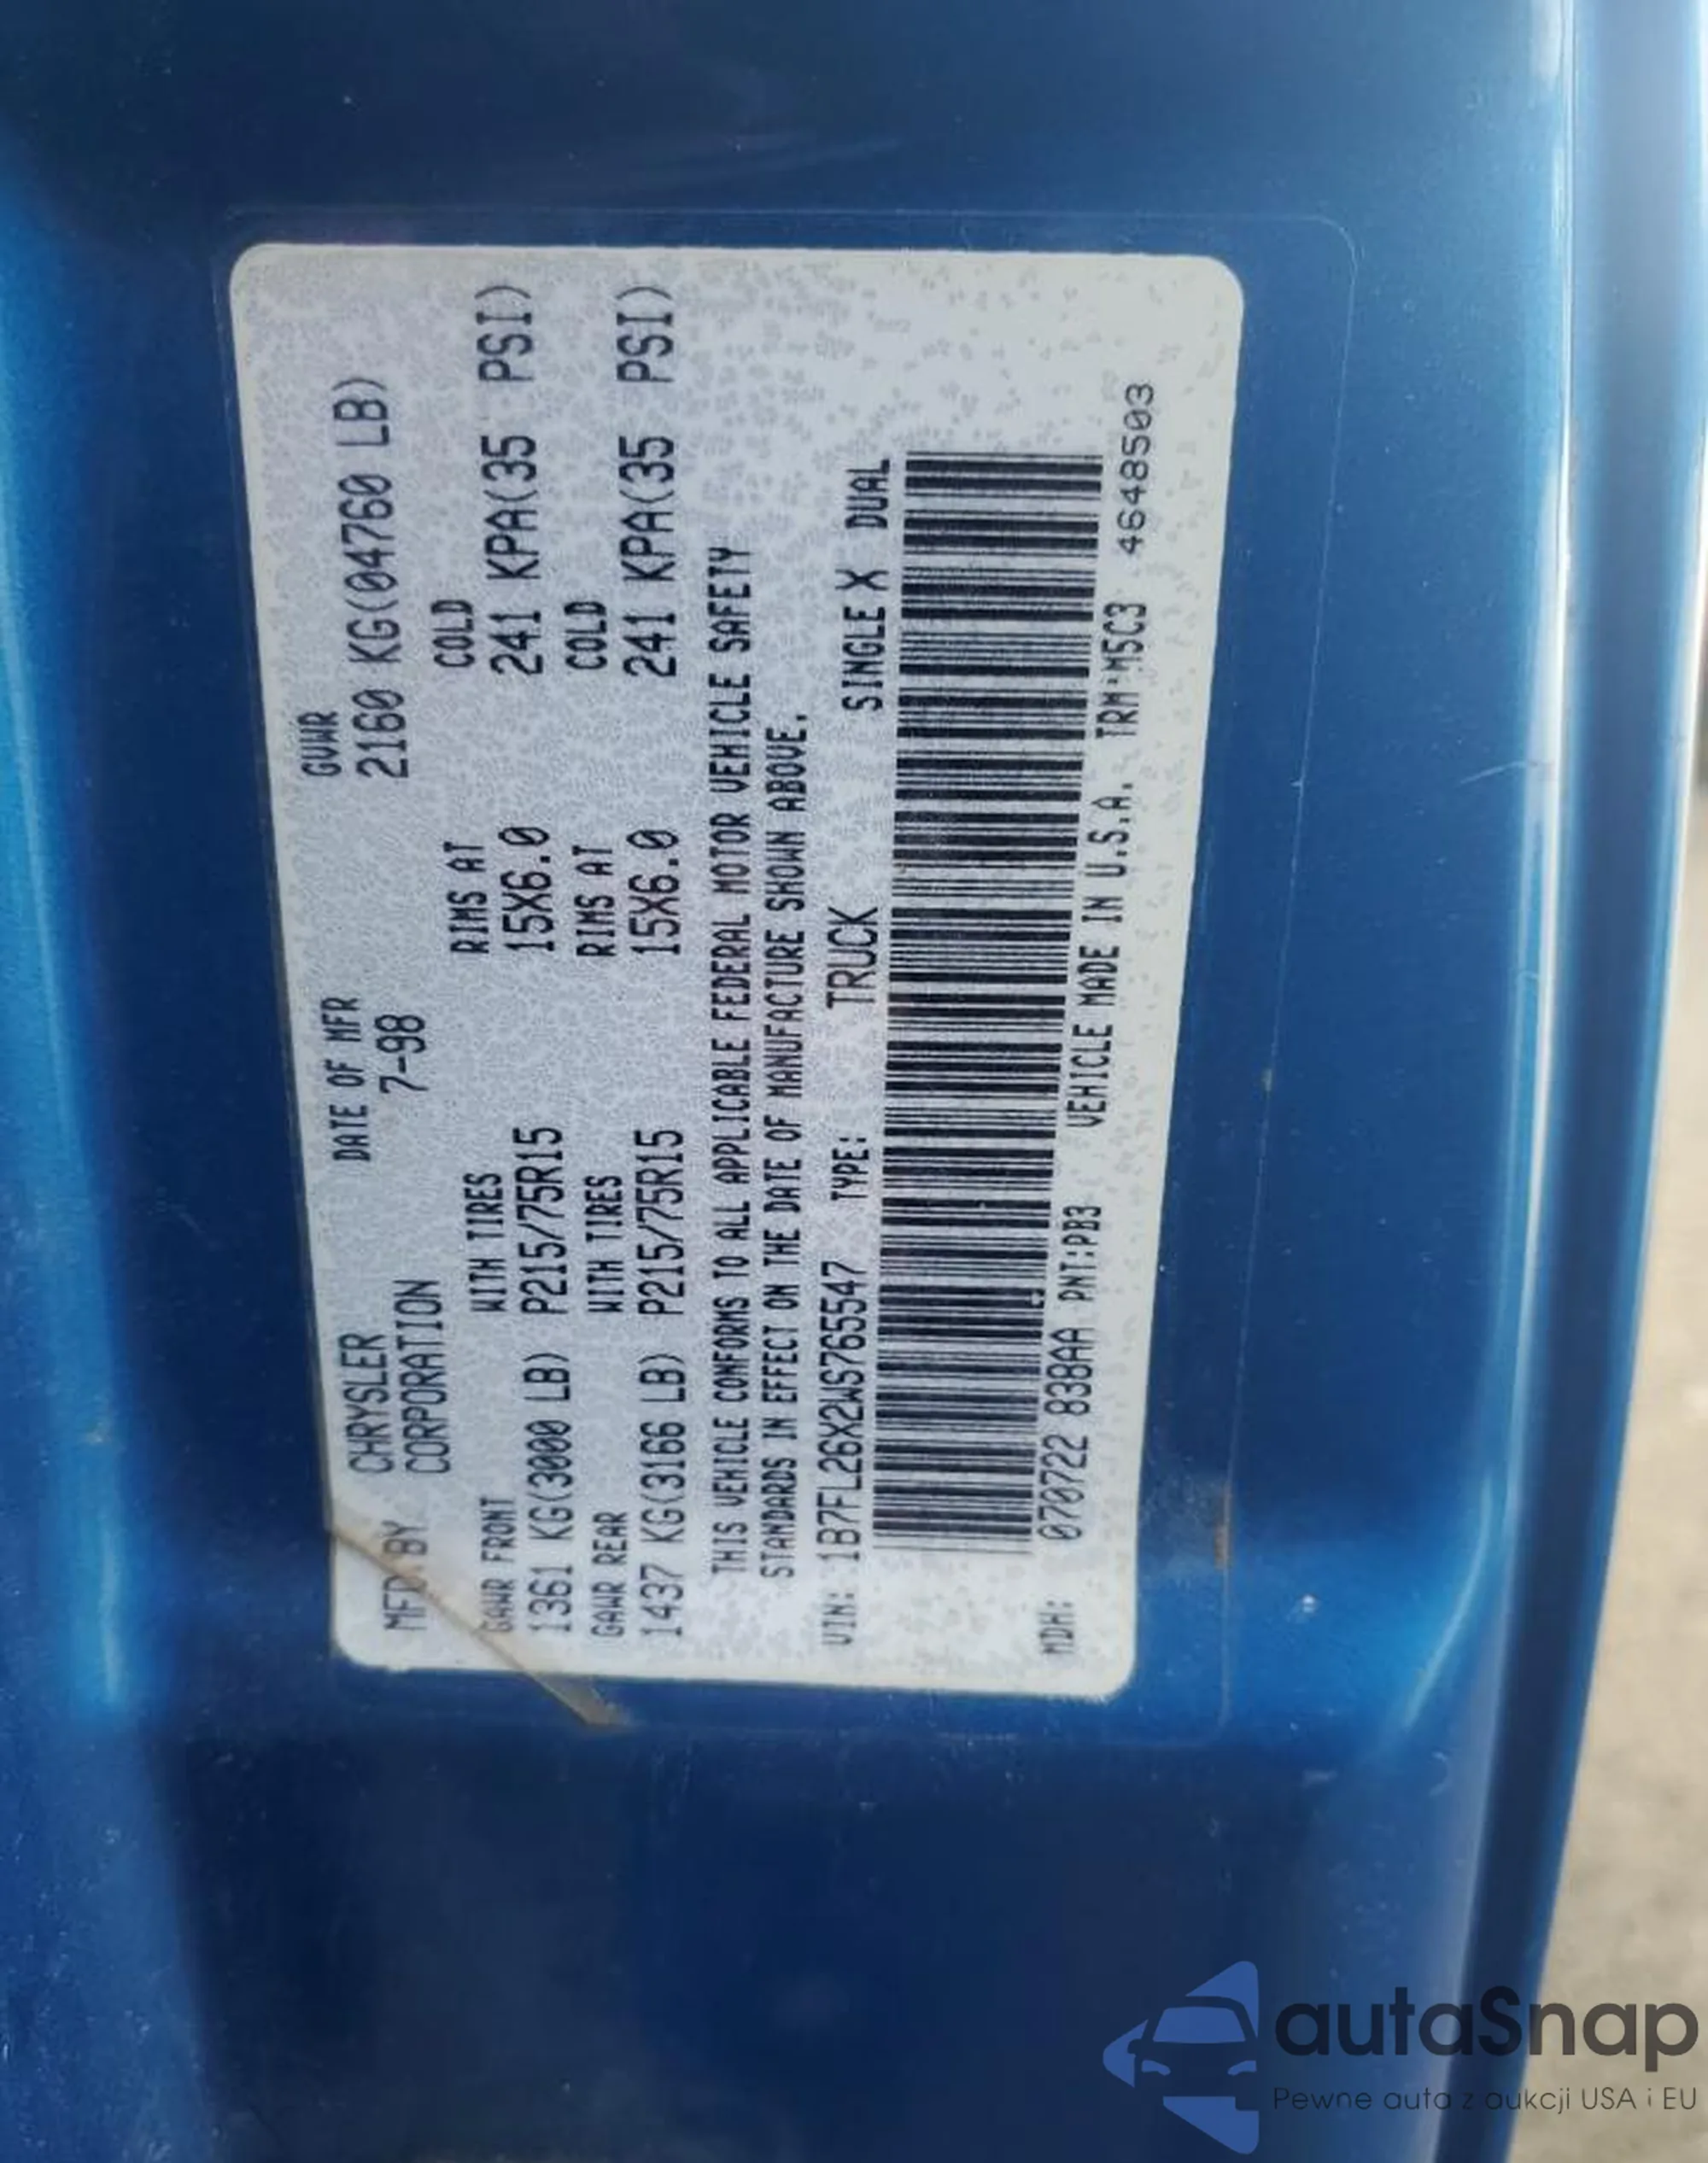 MFD BY CHRYSLER CORPORATION DATE OF MFR 7-98 GVWR 2160 KG(04760 LB)
GAWR FRONT WITH TIRES RIMS AT COLD
1361 KG(3000 LB) P215/75R15 15X6.0 241 KPA(35 PSI)
GAWR REAR WITH TIRES RIMS AT COLD
1437 KG(3166 LB) P215/75R15 15X6.0 241 KPA(35 PSI)
THIS VEHICLE CONFORMS TO ALL APPLICABLE FEDERAL MOTOR VEHICLE SAFETY
STANDARDS IN EFFECT ON THE DATE OF MANUFACTURE SHOWN ABOVE.
VIN: 1B7FL26X2WS765547 TYPE: TRUCK SINGLE X DUAL
MDH: 070722 838AA PNT:PB3 VEHICLE MADE IN U.S.A. TRM:M5C3 4648503
autaSnap
Pewne auta z aukcji USA i EU